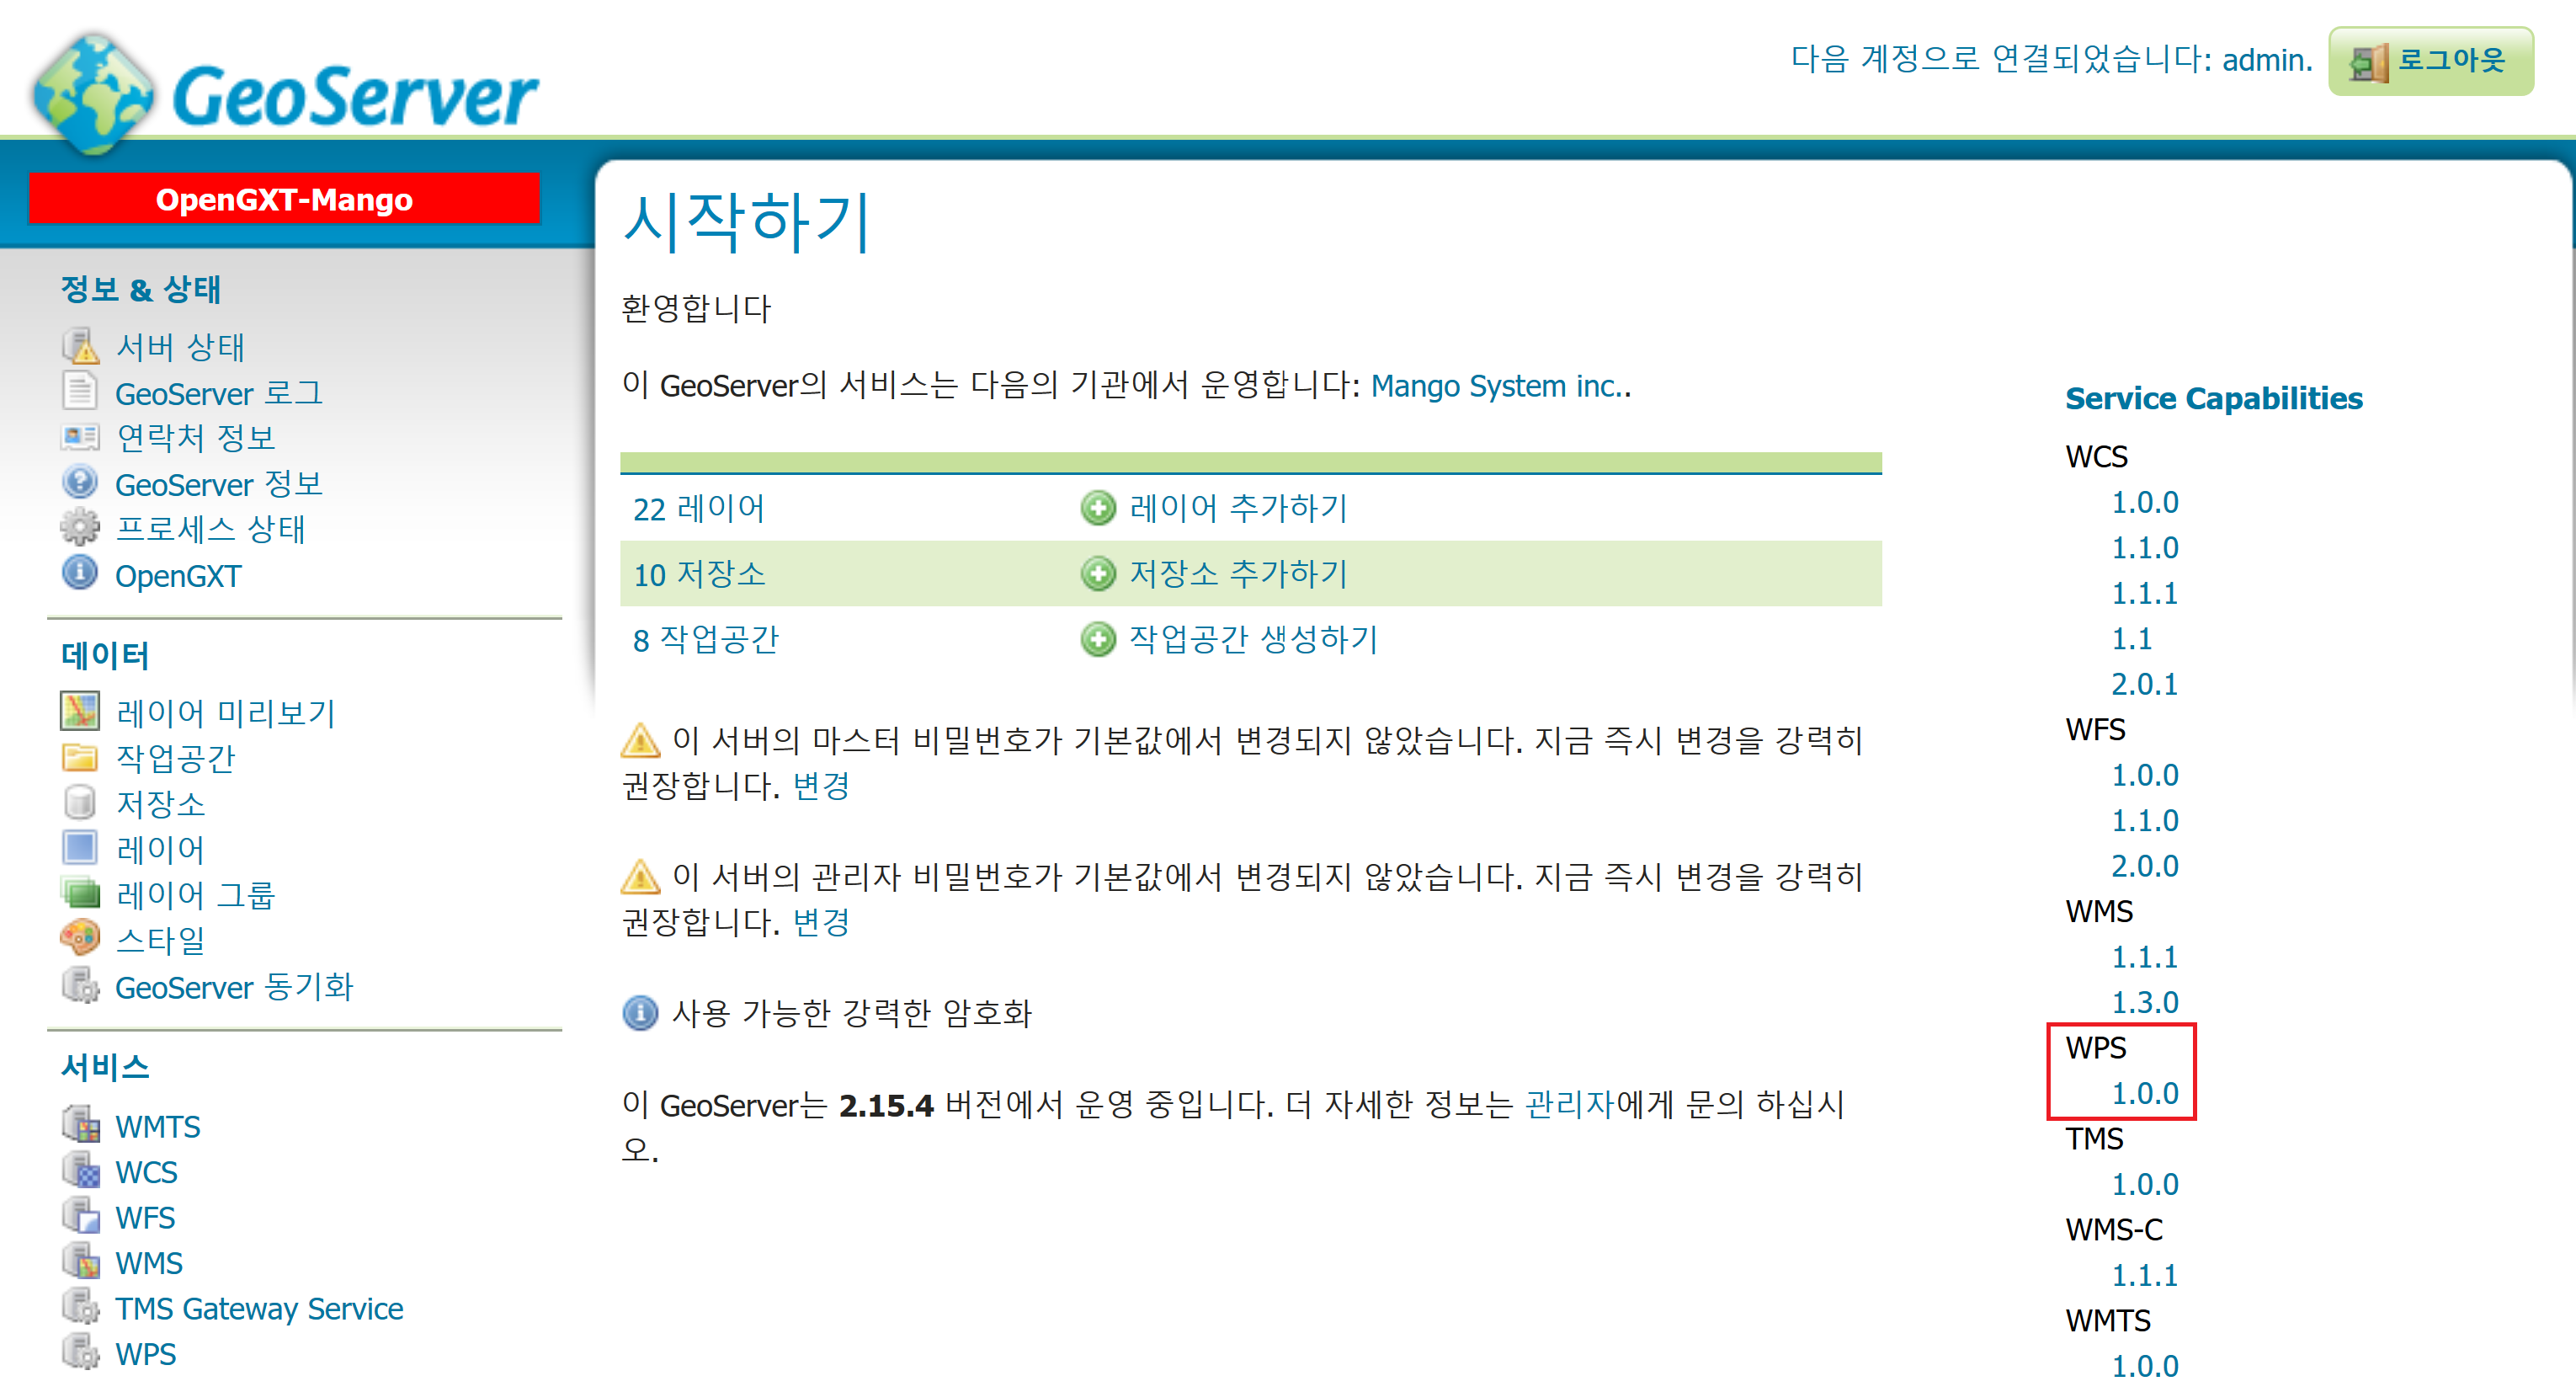 GeoServer
다음 계정으로 연결되었습니다: admin.
로그아웃
OpenGXT-Mango
정보 & 상태
서버 상태
GeoServer 로그
연락처 정보
GeoServer 정보
프로세스 상태
OpenGXT
데이터
레이어 미리보기
작업공간
저장소
레이어
레이어 그룹
스타일
GeoServer 동기화
서비스
WMTS
WCS
WFS
WMS
TMS Gateway Service
WPS
시작하기
환영합니다
이 GeoServer의 서비스는 다음의 기관에서 운영합니다: Mango System inc..
22 레이어 레이어 추가하기
10 저장소 저장소 추가하기
8 작업공간 작업공간 생성하기
이 서버의 마스터 비밀번호가 기본값에서 변경되지 않았습니다. 지금 즉시 변경을 강력히
권장합니다. 변경
이 서버의 관리자 비밀번호가 기본값에서 변경되지 않았습니다. 지금 즉시 변경을 강력히
권장합니다. 변경
사용 가능한 강력한 암호화
이 GeoServer는 2.15.4 버전에서 운영 중입니다. 더 자세한 정보는 관리자에게 문의 하십시
오.
Service Capabilities
WCS
1.0.0
1.1.0
1.1.1
1.1
2.0.1
WFS
1.0.0
1.1.0
2.0.0
WMS
1.1.1
1.3.0
WPS
1.0.0
TMS
1.0.0
WMS-C
1.1.1
WMTS
1.0.0